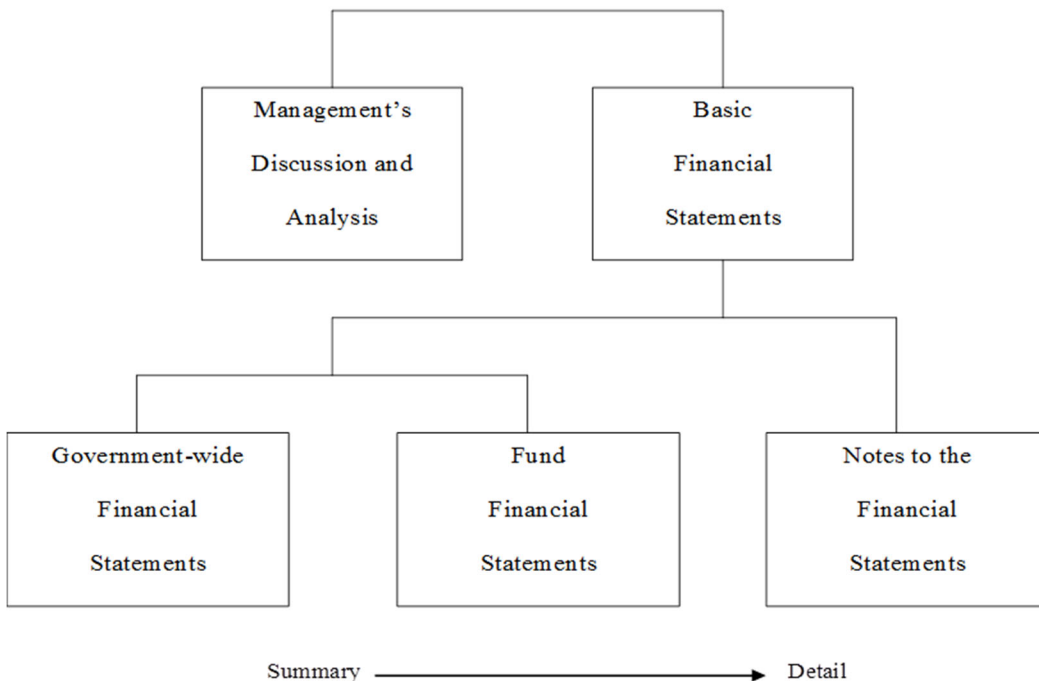 Management’s
Discussion and
Analysis
Basic
Financial
Statements
Government-wide
Financial
Statements
Fund
Financial
Statements
Notes to the
Financial
Statements
Summary
Detail